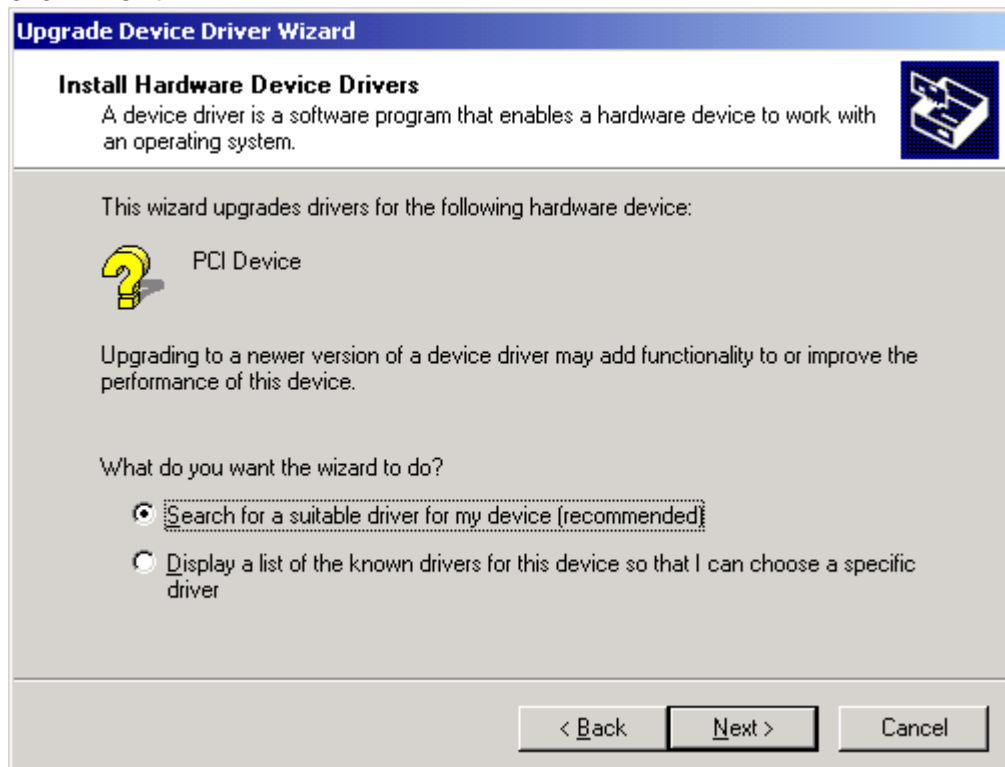 Upgrade Device Driver Wizard
Install Hardware Device Drivers
A device driver is a software program that enables a hardware device to work with
an operating system.
This wizard upgrades drivers for the following hardware device:
PCI Device
Upgrading to a newer version of a device driver may add functionality to or improve the
performance of this device.
What do you want the wizard to do?
Search for a suitable driver for my device (recommended)
Display a list of the known drivers for this device so that I can choose a specific
driver
< Back Next > Cancel